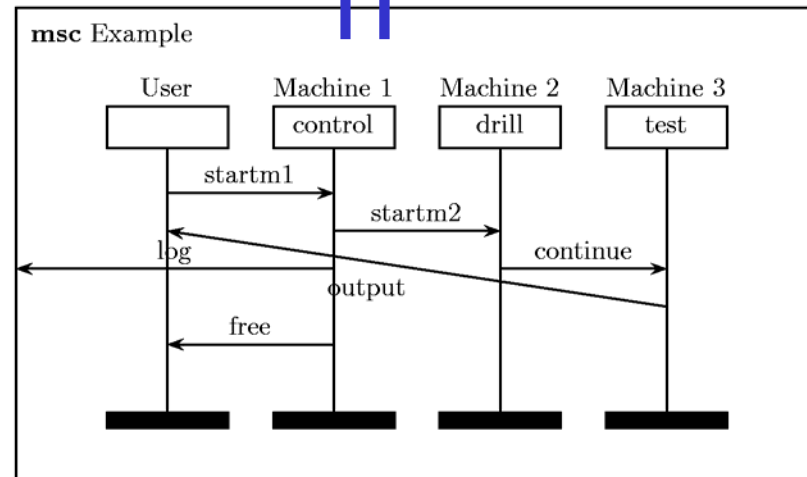 msc Example
User
Machine 1
Machine 2
Machine 3
control
drill
test
startm1
startm2
log
continue
output
free